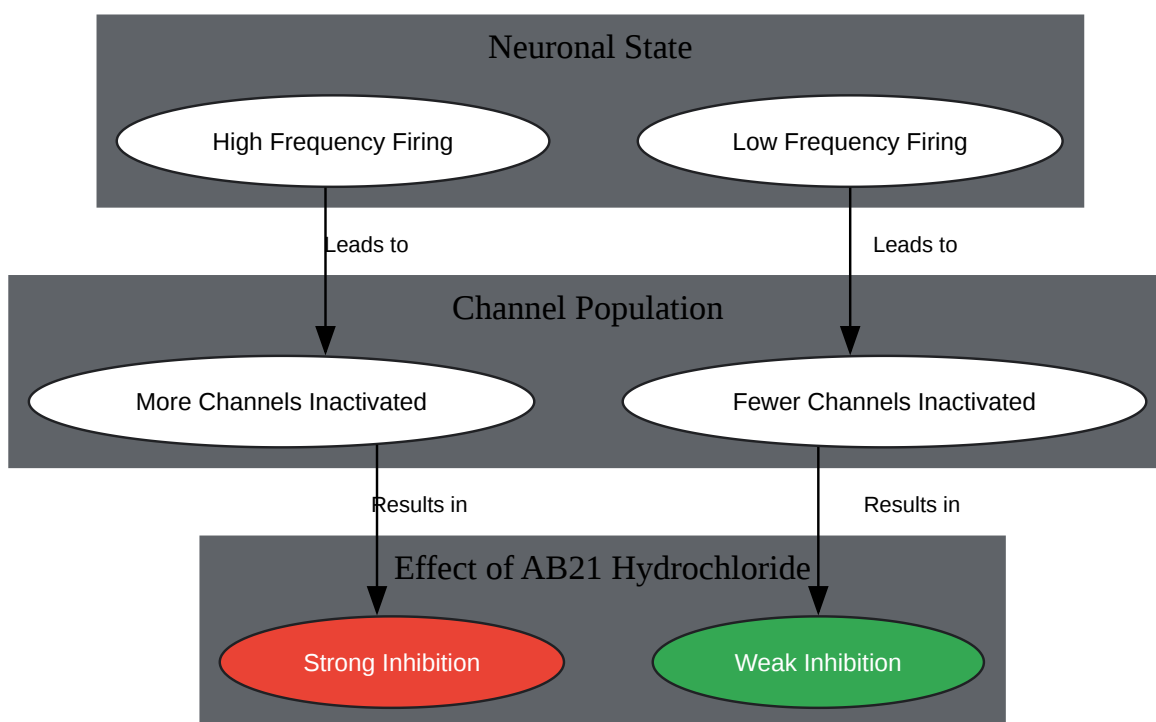 Neuronal State
High Frequency Firing
Low Frequency Firing
Leads to
Leads to
Channel Population
More Channels Inactivated
Fewer Channels Inactivated
Results in
Results in
Effect of AB21 Hydrochloride
Strong Inhibition
Weak Inhibition